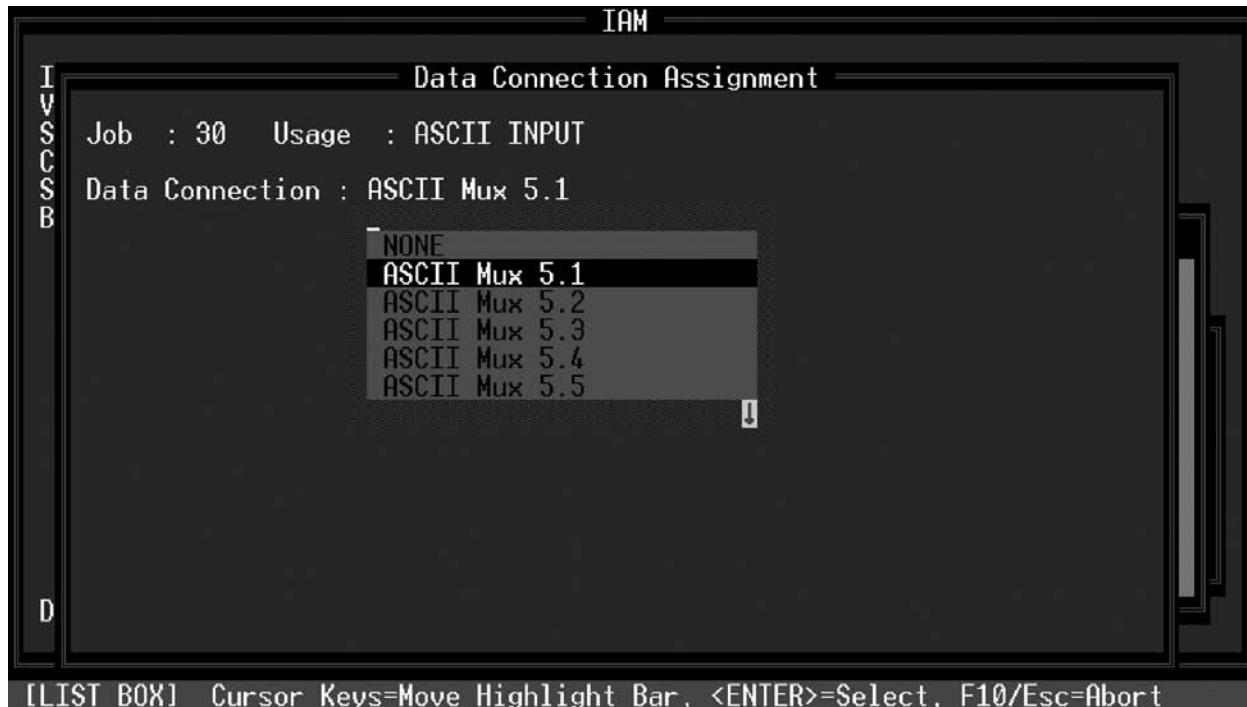 IAM
Data Connection Assignment
I
V
S
C
S
B
D
Job : 30 Usage : ASCII INPUT
Data Connection : ASCII Mux 5.1
NONE
ASCII Mux 5.1
ASCII Mux 5.2
ASCII Mux 5.3
ASCII Mux 5.4
ASCII Mux 5.5
↓
[LIST BOX] Cursor Keys=Move Highlight Bar, <ENTER>=Select, F10/Esc=Abort